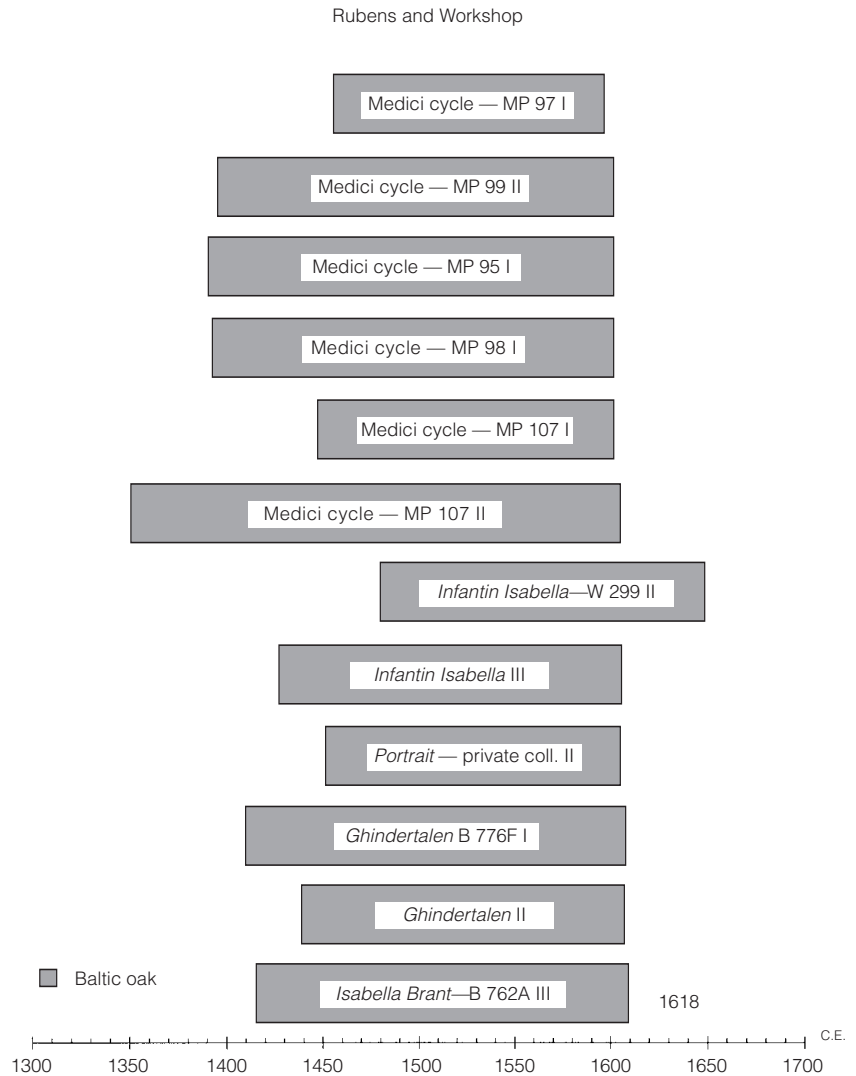 Rubens and Workshop
Medici cycle — MP 97 I
Medici cycle — MP 99 II
Medici cycle — MP 95 I
Medici cycle — MP 98 I
Medici cycle — MP 107 I
Medici cycle — MP 107 II
Infantin Isabella—W 299 II
Infantin Isabella III
Portrait — private coll. II
Ghindertalen B 776F I
Ghindertalen II
Isabella Brant—B 762A III
1618
Baltic oak
C.E.
1300 1350 1400 1450 1500 1550 1600 1650 1700